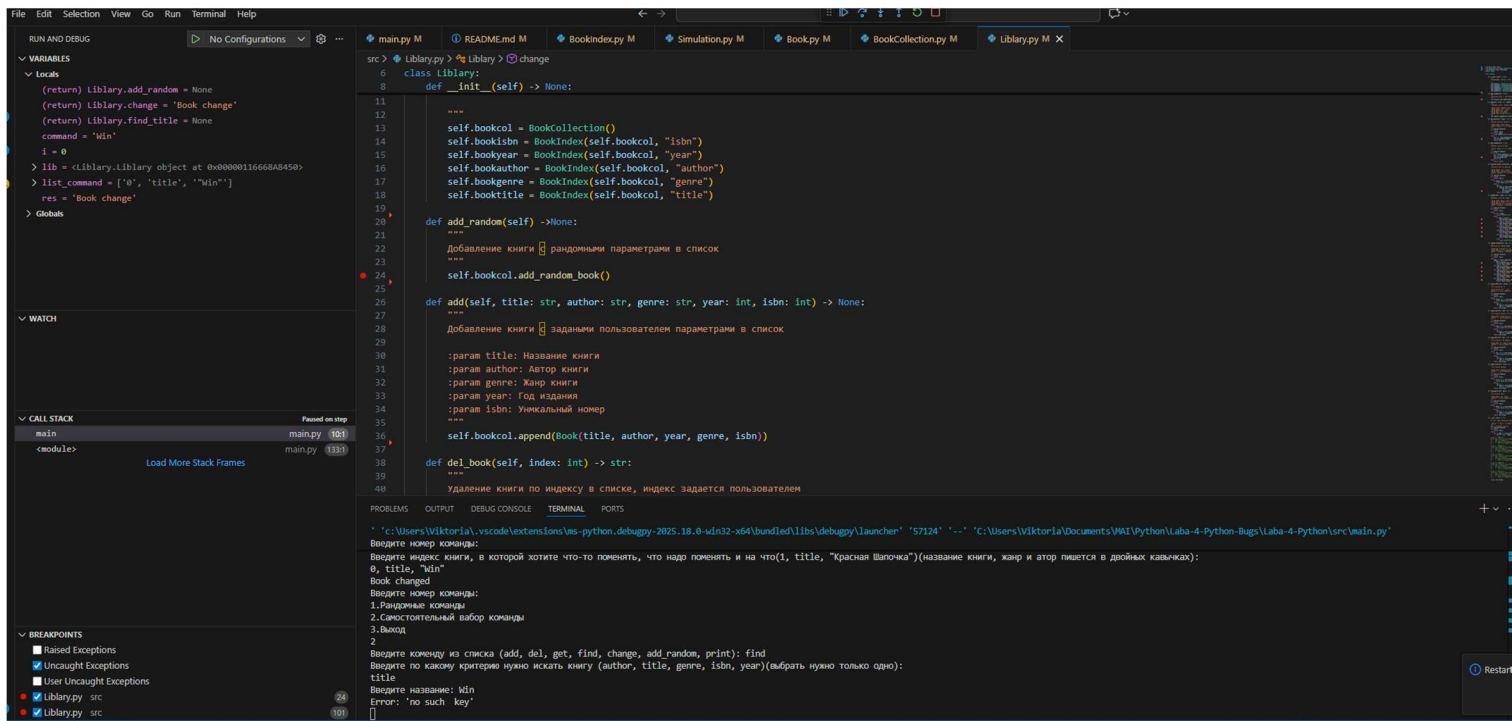 File Edit Selection View Go Run Terminal Help
RUN AND DEBUG
No Configurations
VARIABLES
Locals
(return) Liblary.add_random = None
(return) Liblary.change = 'Book change'
(return) Liblary.find_title = None
command = 'Win'
i = 0
lib = <Liblary.Liblary object at 0x00000116668A8450>
list_command = ['0', 'title', '"Win"']
res = 'Book change'
Globals
WATCH
CALL STACK Paused on step
main main.py 10:1
<module> main.py 133:1
Load More Stack Frames
BREAKPOINTS
Raised Exceptions
Uncaught Exceptions
User Uncaught Exceptions
Liblary.py src 24
Liblary.py src 101
main.py M README.md M BookIndex.py M Simulation.py M Book.py M BookCollection.py M Liblary.py M
src > Liblary.py > Liblary > change
6 class Liblary:
8 def __init__(self) -> None:
11
12 """
13 self.bookcol = BookCollection()
14 self.bookisbn = BookIndex(self.bookcol, "isbn")
15 self.bookyear = BookIndex(self.bookcol, "year")
16 self.bookauthor = BookIndex(self.bookcol, "author")
17 self.bookgenre = BookIndex(self.bookcol, "genre")
18 self.booktitle = BookIndex(self.bookcol, "title")
19
20 def add_random(self) ->None:
21 """
22 Добавление книги с рандомными параметрами в список
23 """
24 self.bookcol.add_random_book()
25
26 def add(self, title: str, author: str, genre: str, year: int, isbn: int) -> None:
27 """
28 Добавление книги с задаными пользователем параметрами в список
29
30 :param title: Название книги
31 :param author: Автор книги
32 :param genre: Жанр книги
33 :param year: Год издания
34 :param isbn: Унмкальный номер
35 """
36 self.bookcol.append(Book(title, author, year, genre, isbn))
37
38 def del_book(self, index: int) -> str:
39 """
40 Удаление книги по индексу в списке, индекс задается пользователем
PROBLEMS OUTPUT DEBUG CONSOLE TERMINAL PORTS
' 'c:\Users\Viktoria\.vscode\extensions\ms-python.debugpy-2025.18.0-win32-x64\bundled\libs\debugpy\launcher' '57124' '--' 'C:\Users\Viktoria\Documents\MAI\Python\Laba-4-Python-Bugs\Laba-4-Python\src\main.py'
Введите номер команды:
Введите индекс книги, в которой хотите что-то поменять, что надо поменять и на что(1, title, "Красная Шапочка")(название книги, жанр и атор пишется в двойных кавычках):
0, title, "Win"
Book changed
Введите номер команды:
1.Рандомные команды
2.Самостоятельный вабор команды
3.Выход
2
Введите коменду из списка (add, del, get, find, change, add_random, print): find
Введите по какому критерию нужно искать книгу (author, title, genre, isbn, year)(выбрать нужно только одно):
title
Введите название: Win
Error: 'no such key'
Restart